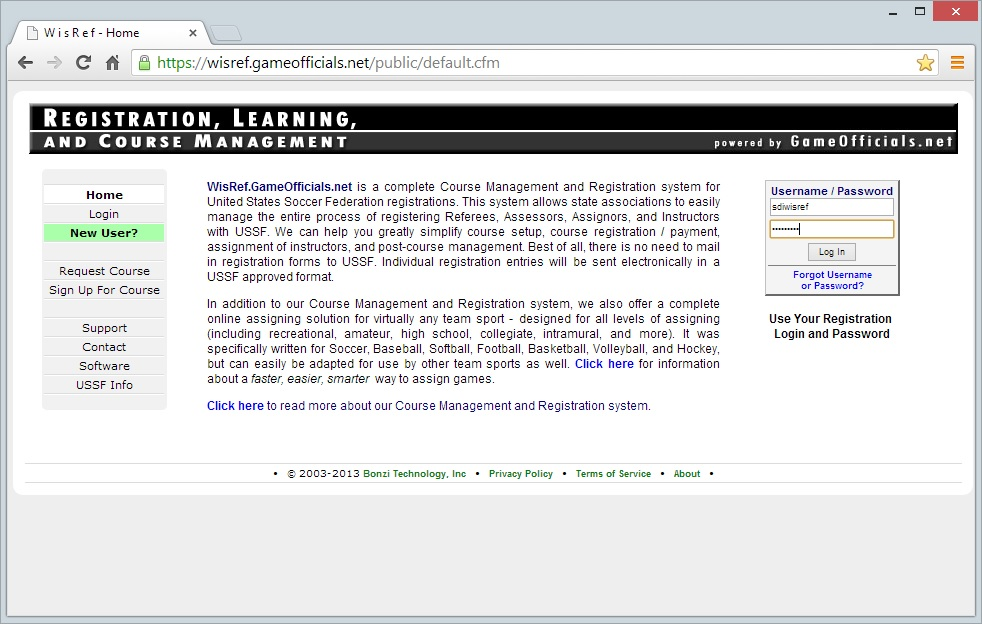 WisRef - Home
https://wisref.gameofficials.net/public/default.cfm
REGISTRATION, LEARNING,
AND COURSE MANAGEMENT
powered by GAMEOFFICIALS.net
Home
Login
New User?
Request Course
Sign Up For Course
Support
Contact
Software
USSF Info
WisRef.GameOfficials.net is a complete Course Management and Registration system for
United States Soccer Federation registrations. This system allows state associations to easily
manage the entire process of registering Referees, Assessors, Assignors, and Instructors
with USSF. We can help you greatly simplify course setup, course registration / payment,
assignment of instructors, and post-course management. Best of all, there is no need to mail
in registration forms to USSF. Individual registration entries will be sent electronically in a
USSF approved format.
In addition to our Course Management and Registration system, we also offer a complete
online assigning solution for virtually any team sport - designed for all levels of assigning
(including recreational, amateur, high school, collegiate, intramural, and more). It was
specifically written for Soccer, Baseball, Softball, Football, Basketball, Volleyball, and Hockey,
but can easily be adapted for use by other team sports as well. Click here for information
about a faster, easier, smarter way to assign games.
Click here to read more about our Course Management and Registration system.
Username / Password
sdiwisref
•••••••••
Log In
Forgot Username
or Password?
Use Your Registration
Login and Password
• © 2003-2013 Bonzi Technology, Inc • Privacy Policy • Terms of Service • About •